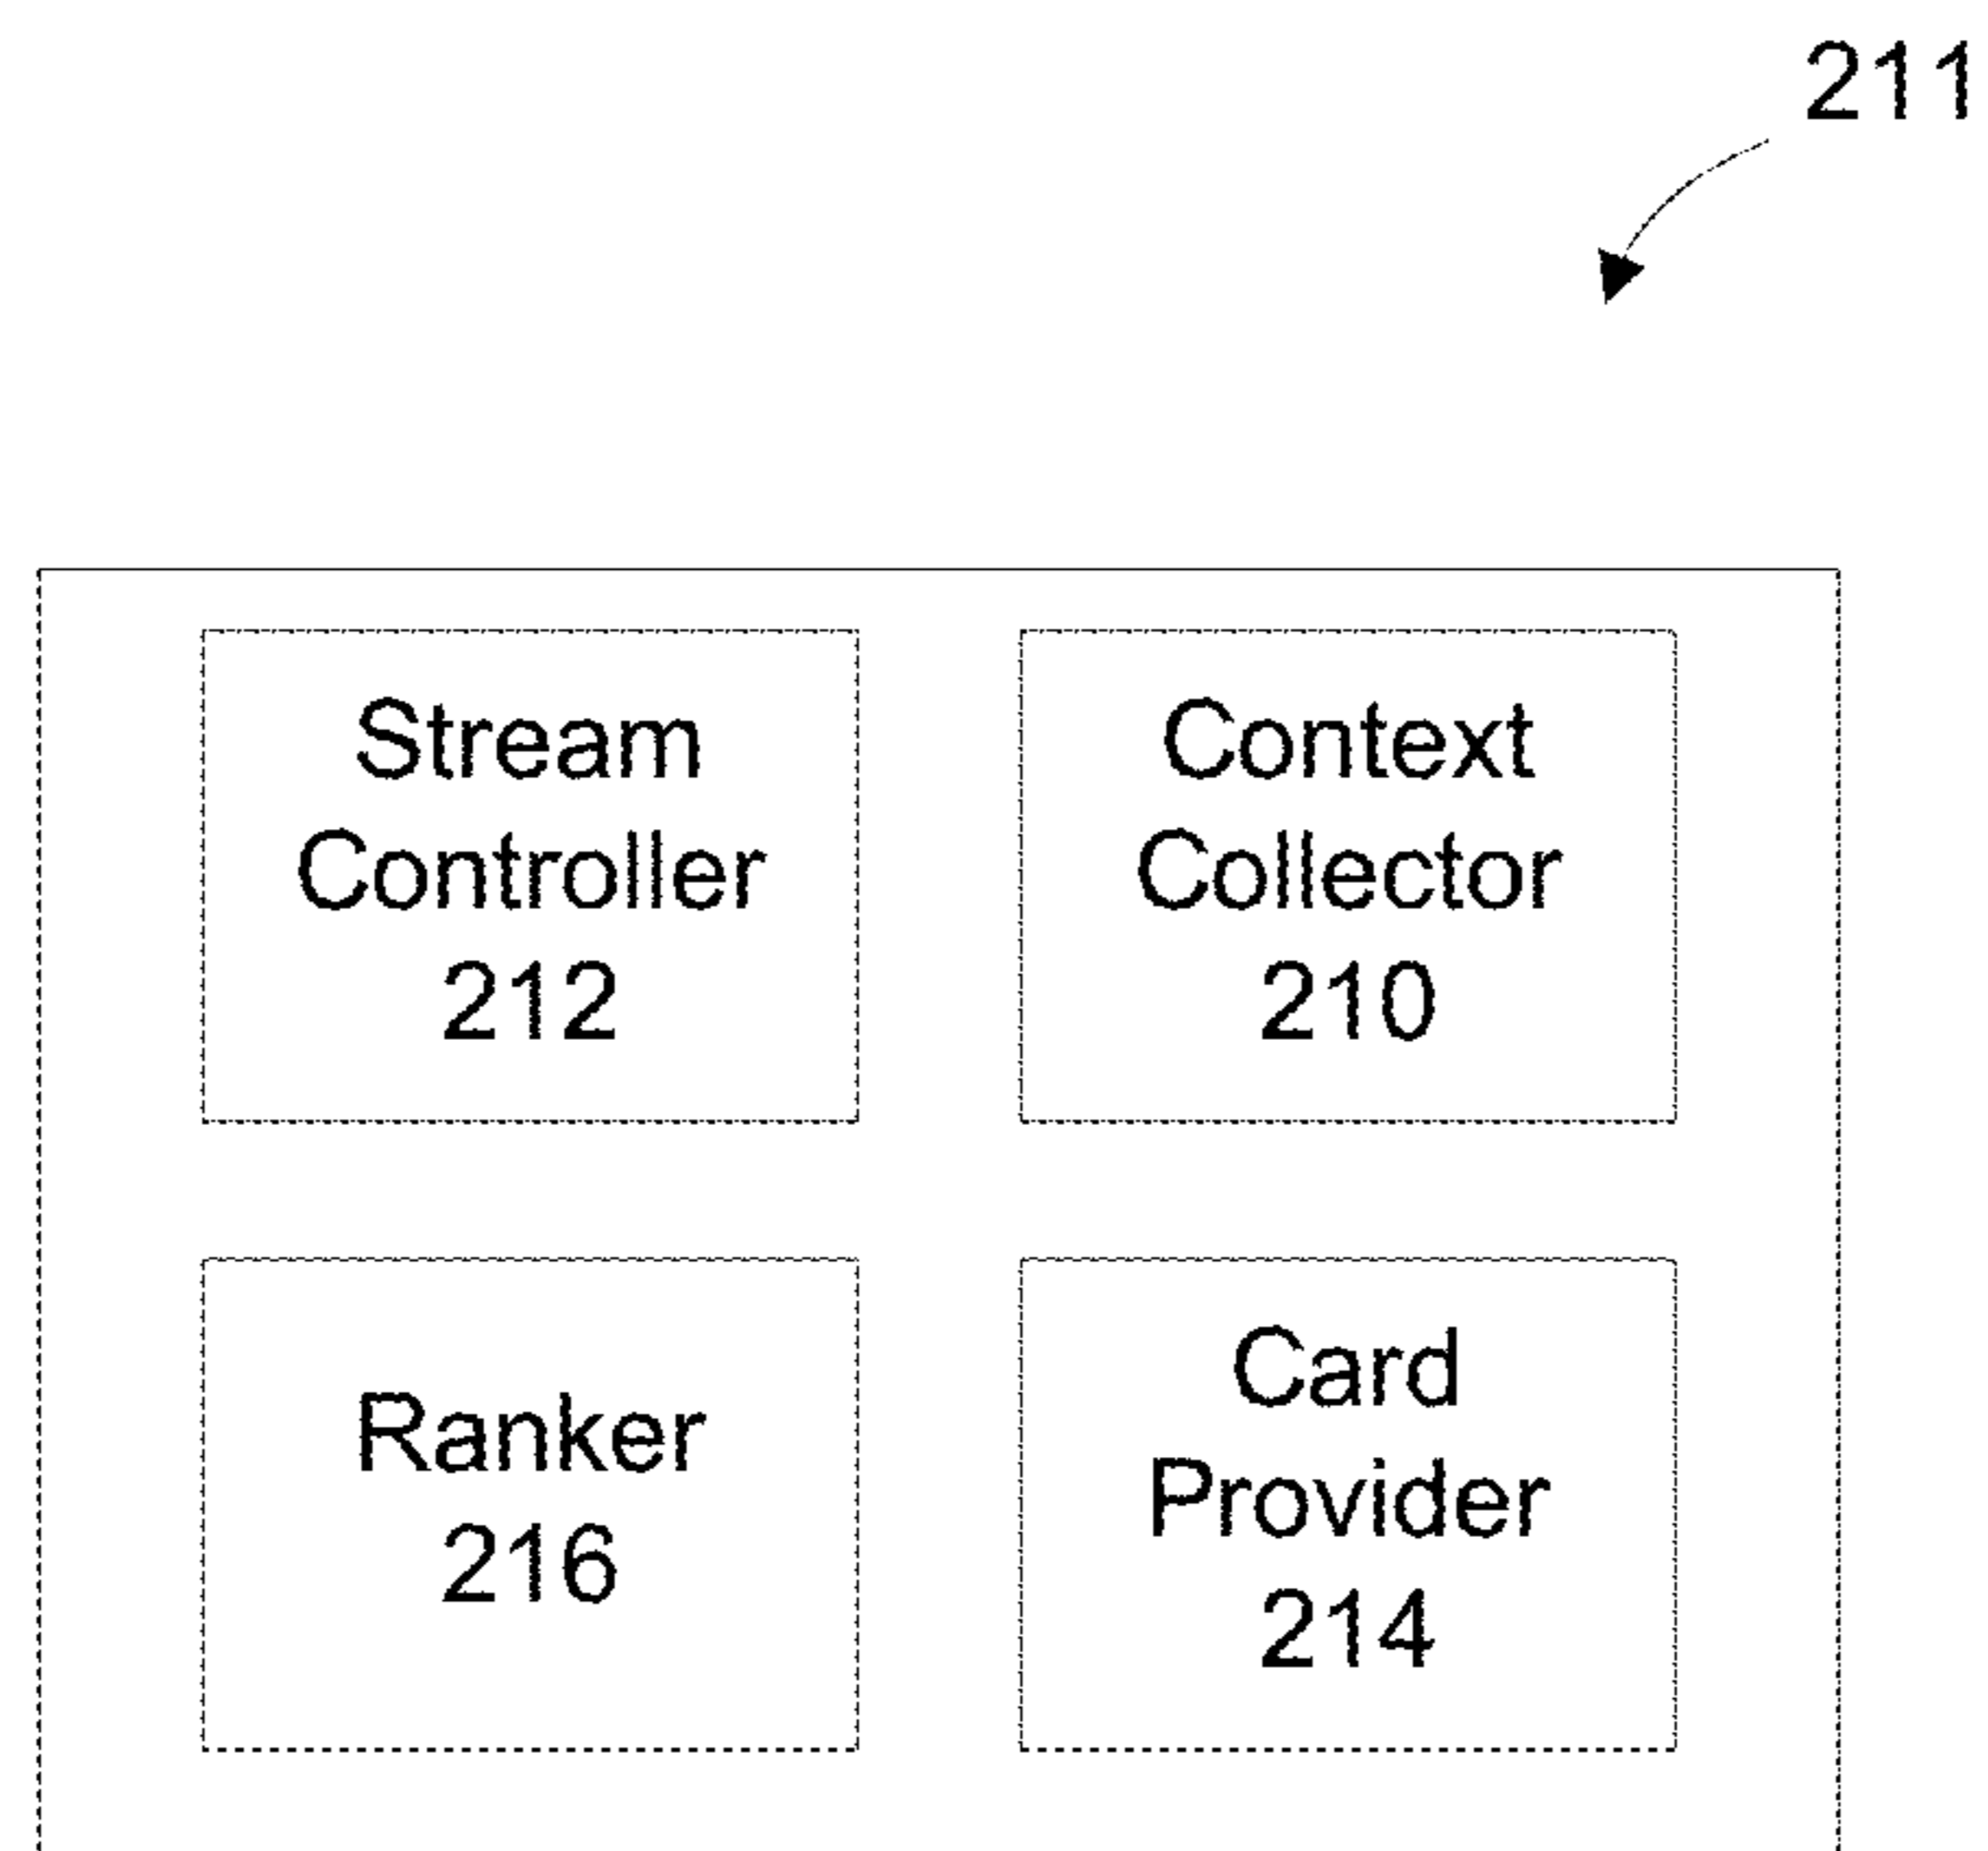 211
Stream
Controller
212
Context
Collector
210
Ranker
216
Card
Provider
214